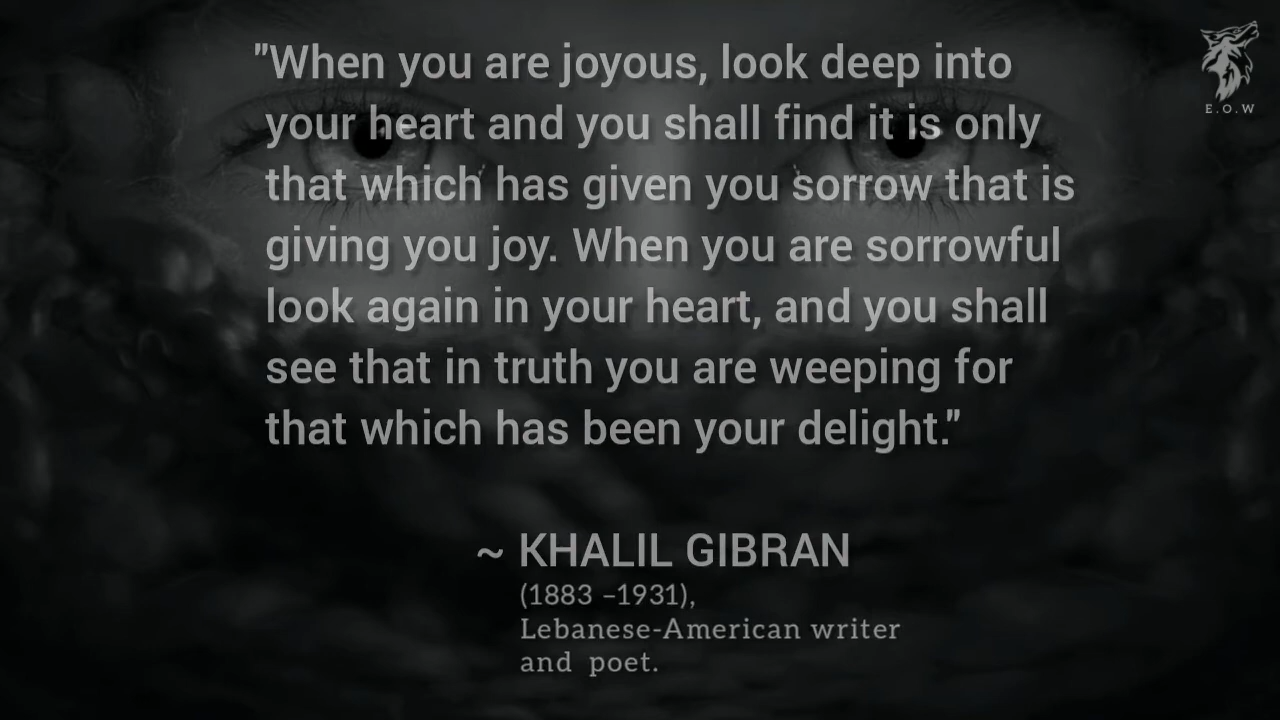 "When you are joyous, look deep into
your heart and you shall find it is only
that which has given you sorrow that is
giving you joy. When you are sorrowful
look again in your heart, and you shall
see that in truth you are weeping for
that which has been your delight."
~ KHALIL GIBRAN
(1883 –1931),
Lebanese-American writer
and poet.
E.O.W